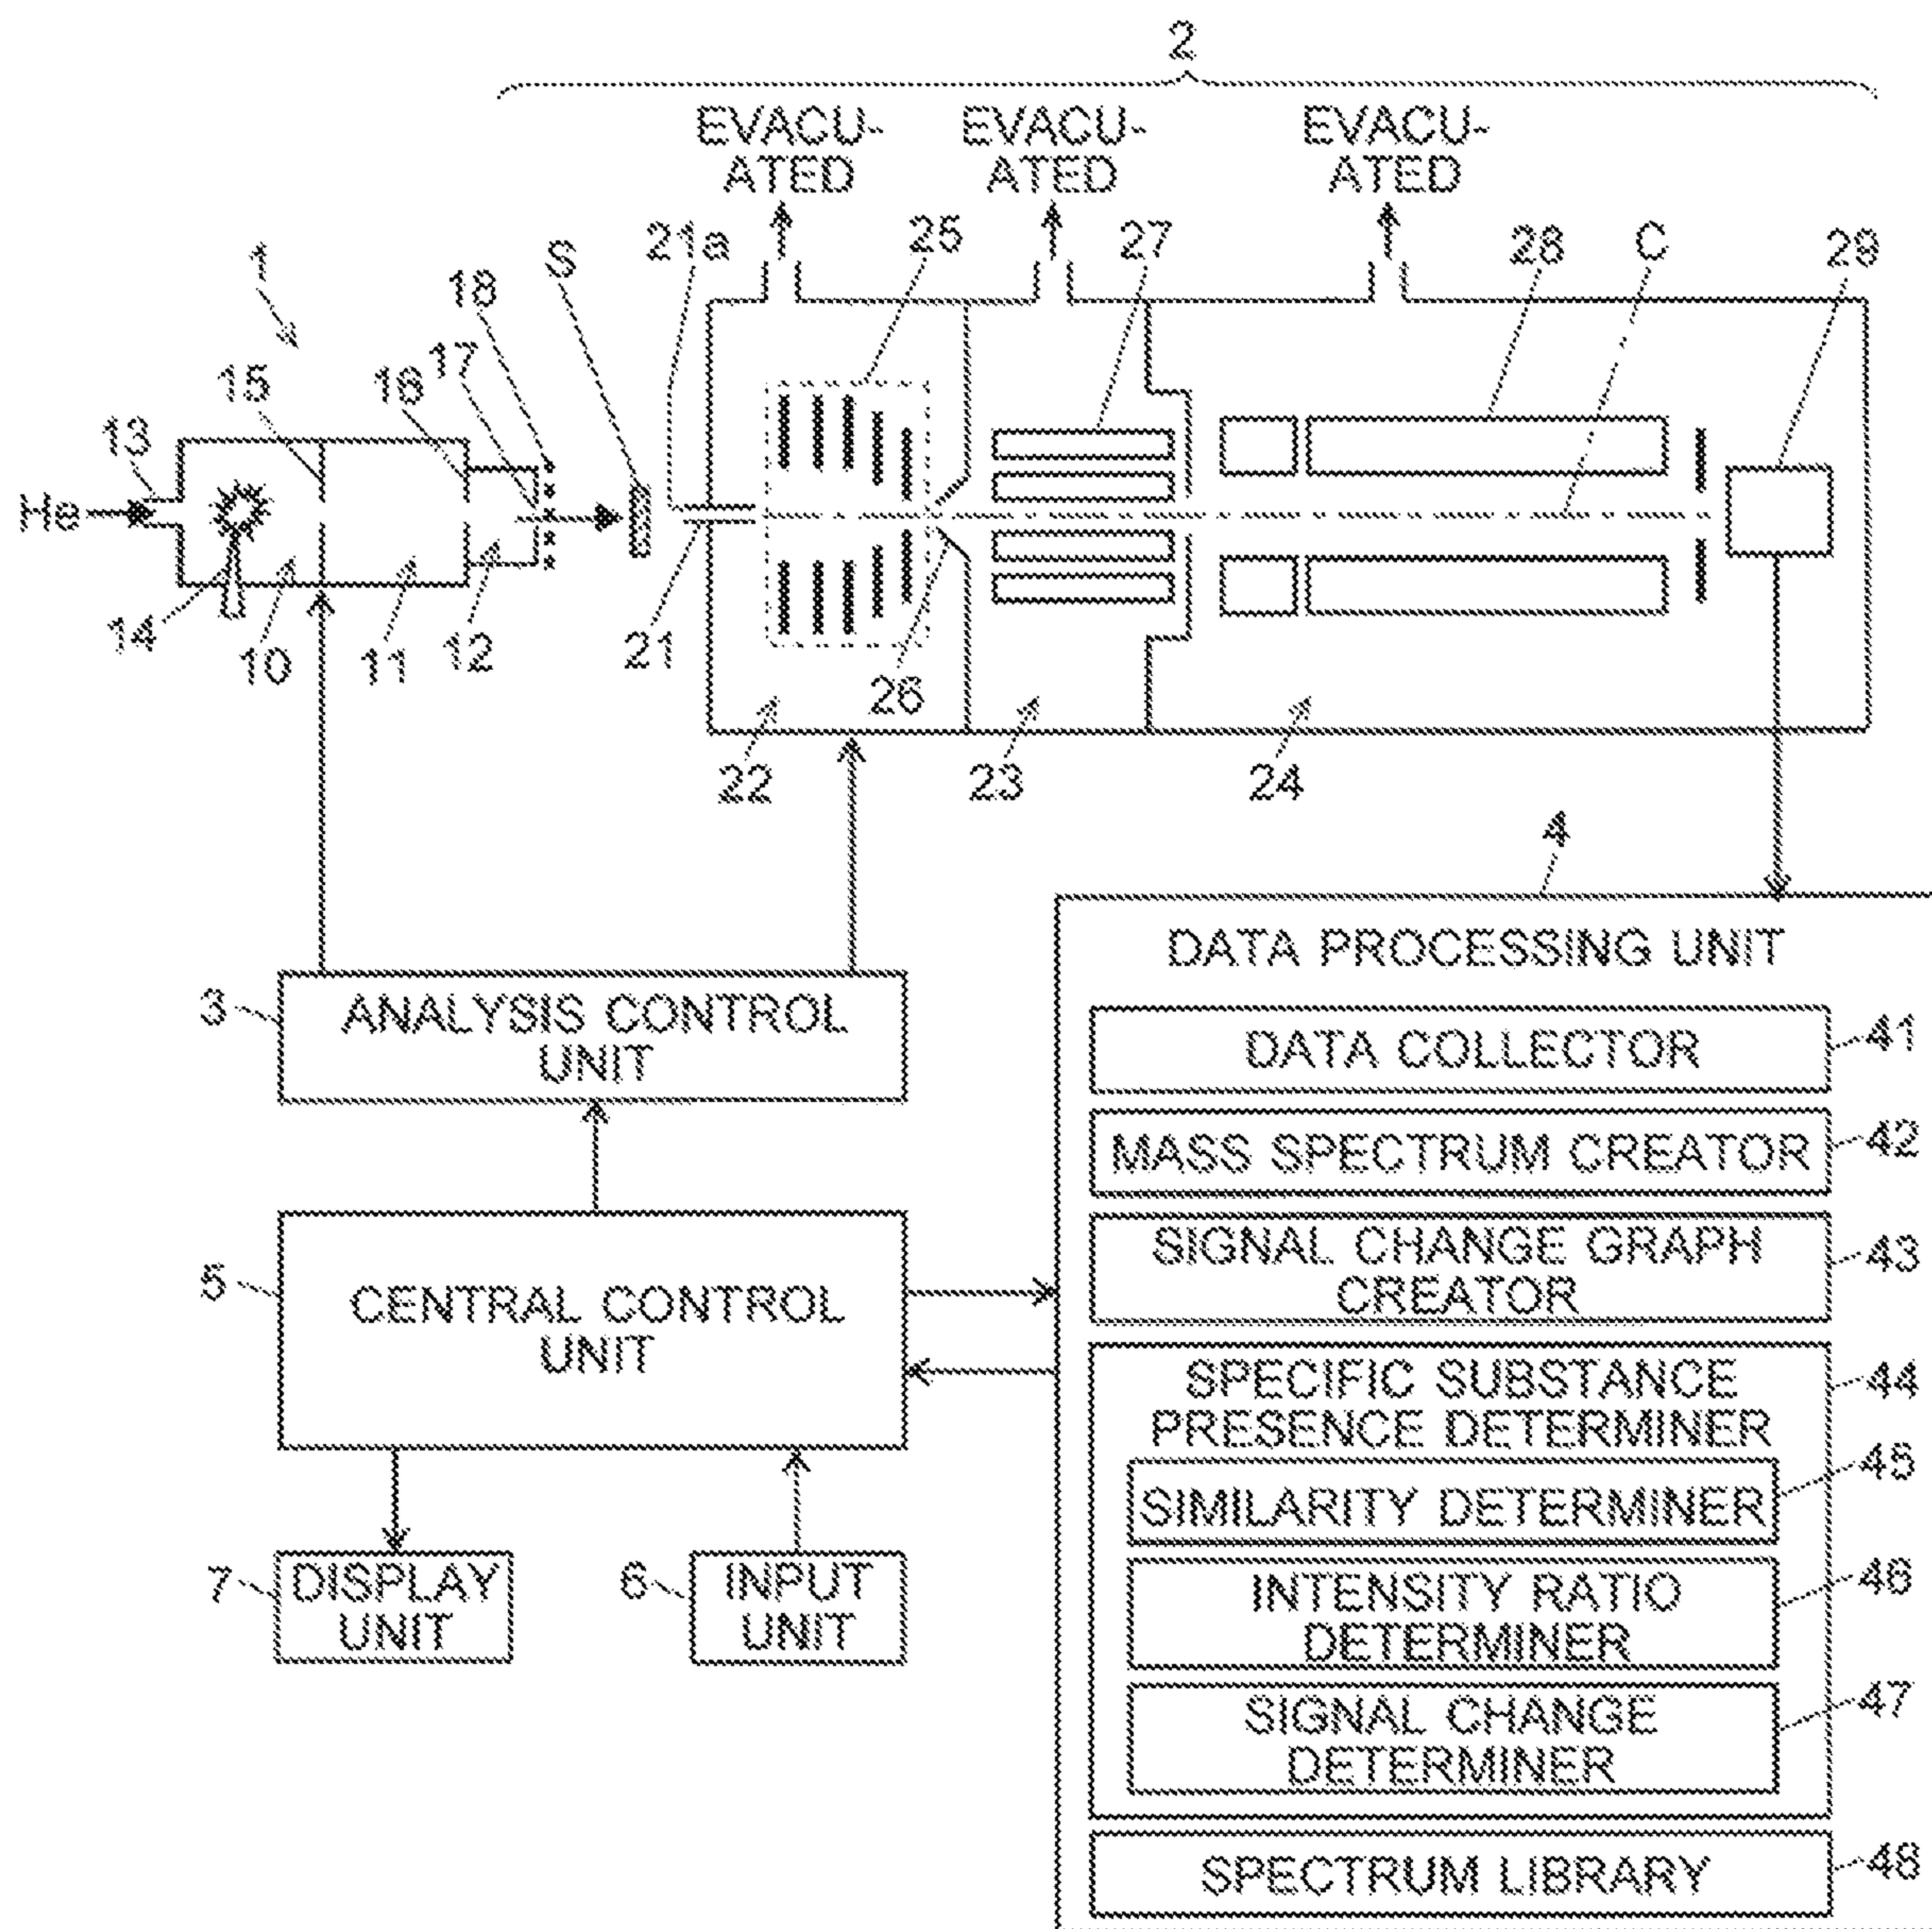 2
EVACU-
ATED
EVACU-
ATED
EVACU-
ATED
1
18
S
21a
25
27
28
C
29
13
15
16
17
He
14
10
11
12
21
22
26
23
24
4
DATA PROCESSING UNIT
3
ANALYSIS CONTROL
UNIT
DATA COLLECTOR
41
MASS SPECTRUM CREATOR
42
5
CENTRAL CONTROL
UNIT
SIGNAL CHANGE GRAPH
CREATOR
43
SPECIFIC SUBSTANCE
PRESENCE DETERMINER
44
SIMILARITY DETERMINER
45
7
DISPLAY
UNIT
6
INPUT
UNIT
INTENSITY RATIO
DETERMINER
46
SIGNAL CHANGE
DETERMINER
47
SPECTRUM LIBRARY
48